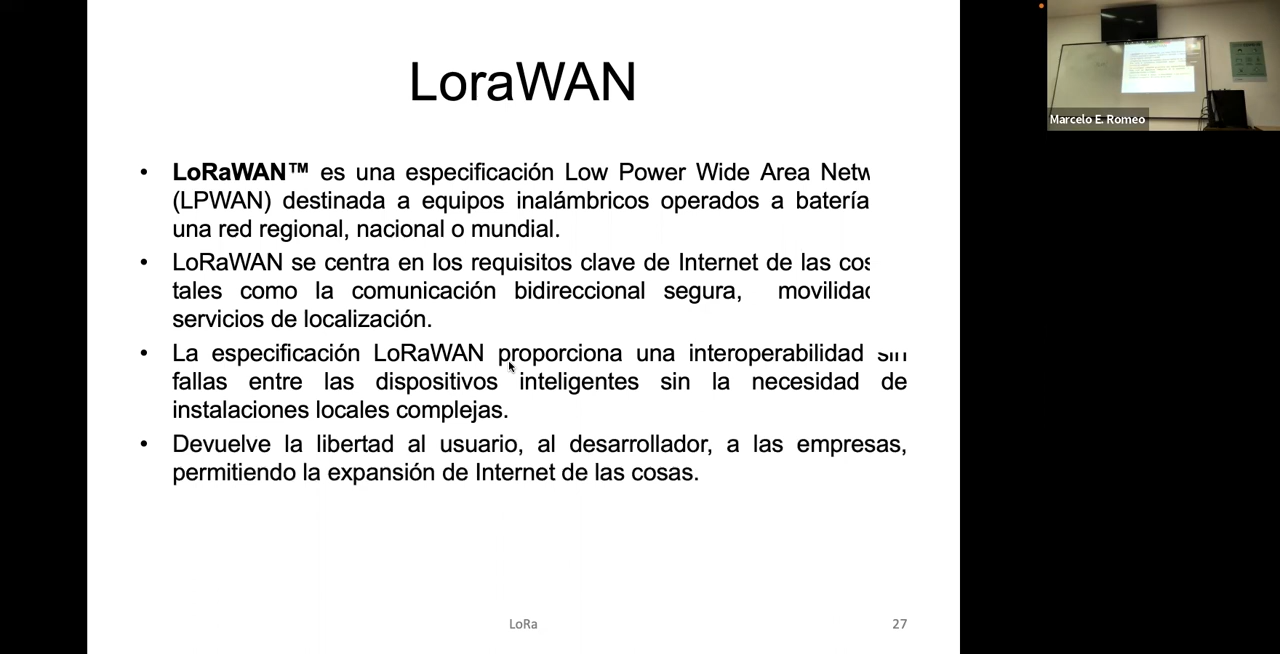 LoraWAN
• LoRaWAN™ es una especificación Low Power Wide Area Netw
(LPWAN) destinada a equipos inalámbricos operados a batería
una red regional, nacional o mundial.
• LoRaWAN se centra en los requisitos clave de Internet de las cos
tales como la comunicación bidireccional segura, movilidad
servicios de localización.
• La especificación LoRaWAN proporciona una interoperabilidad sin
fallas entre las dispositivos inteligentes sin la necesidad de
instalaciones locales complejas.
• Devuelve la libertad al usuario, al desarrollador, a las empresas,
permitiendo la expansión de Internet de las cosas.
LoRa
27
Marcelo E. Romeo